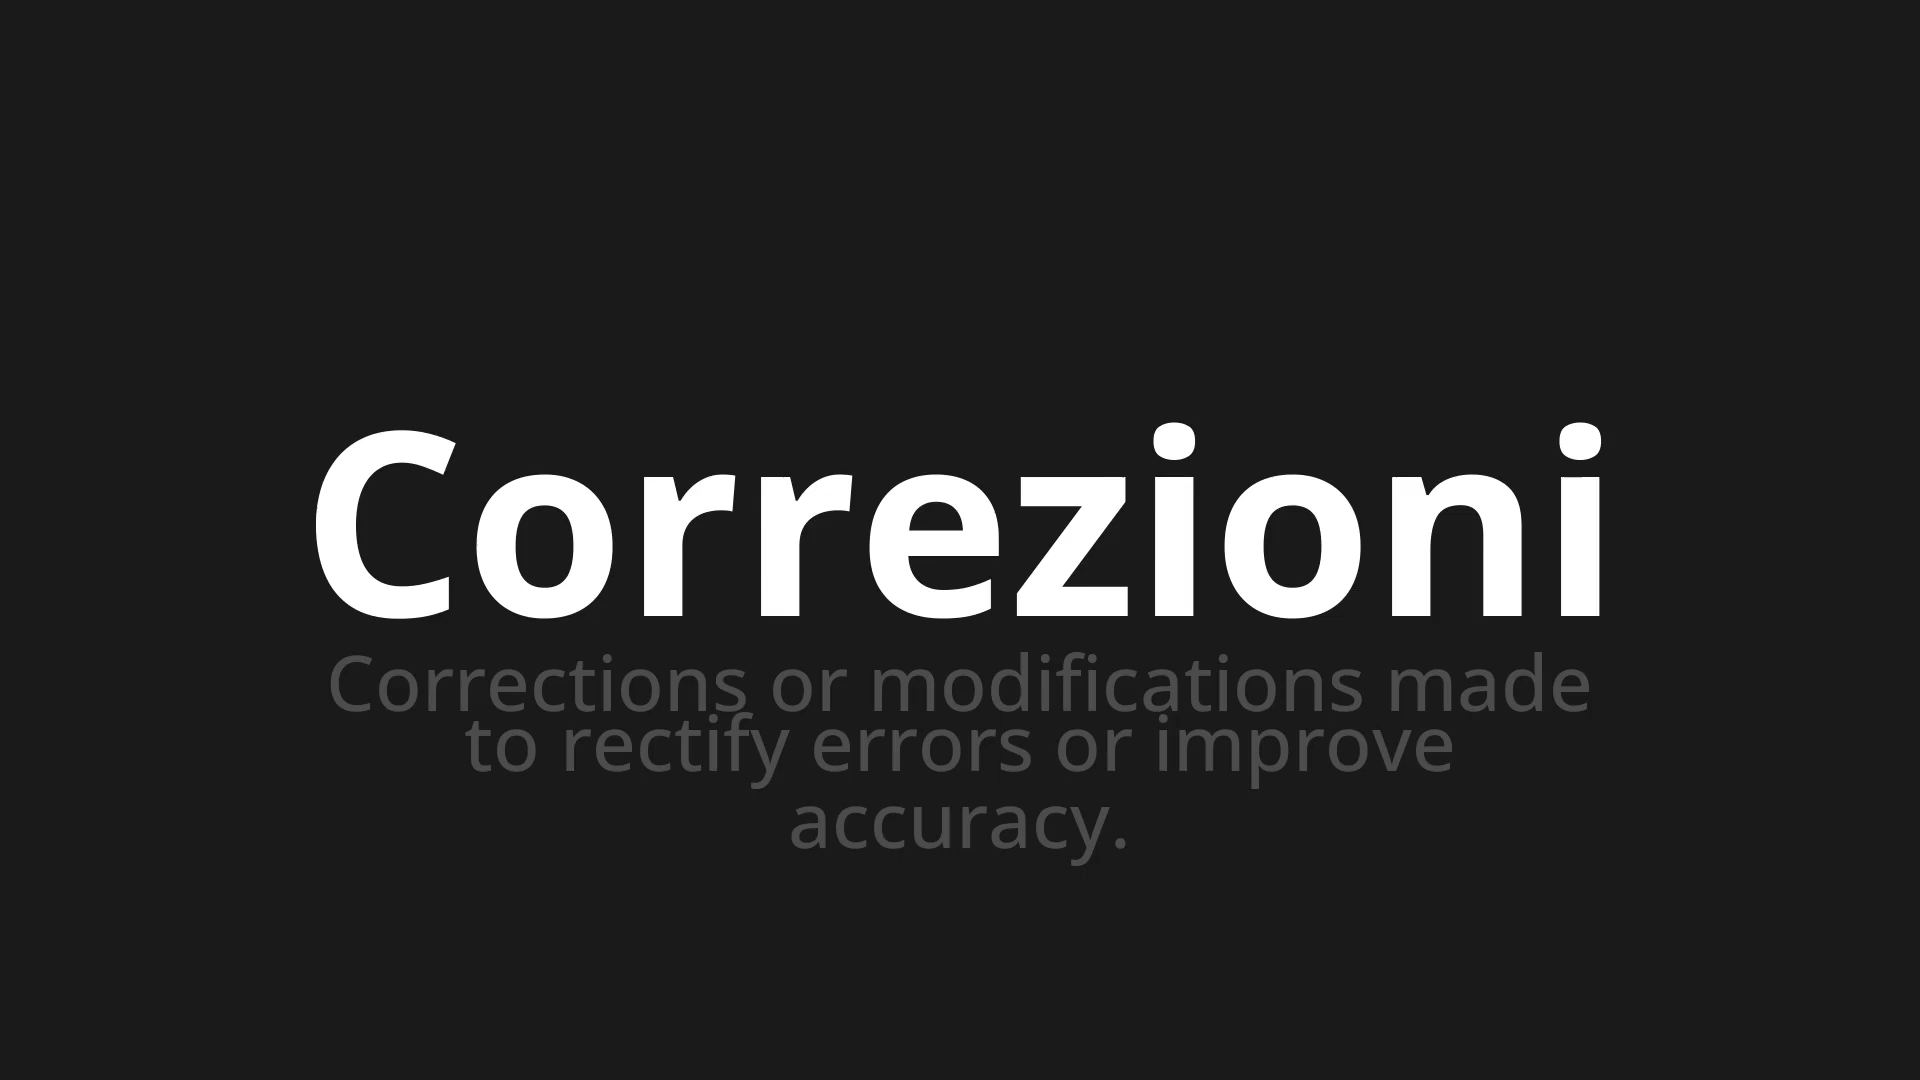 Correzioni
Corrections or modifications made
to rectify errors or improve
accuracy.